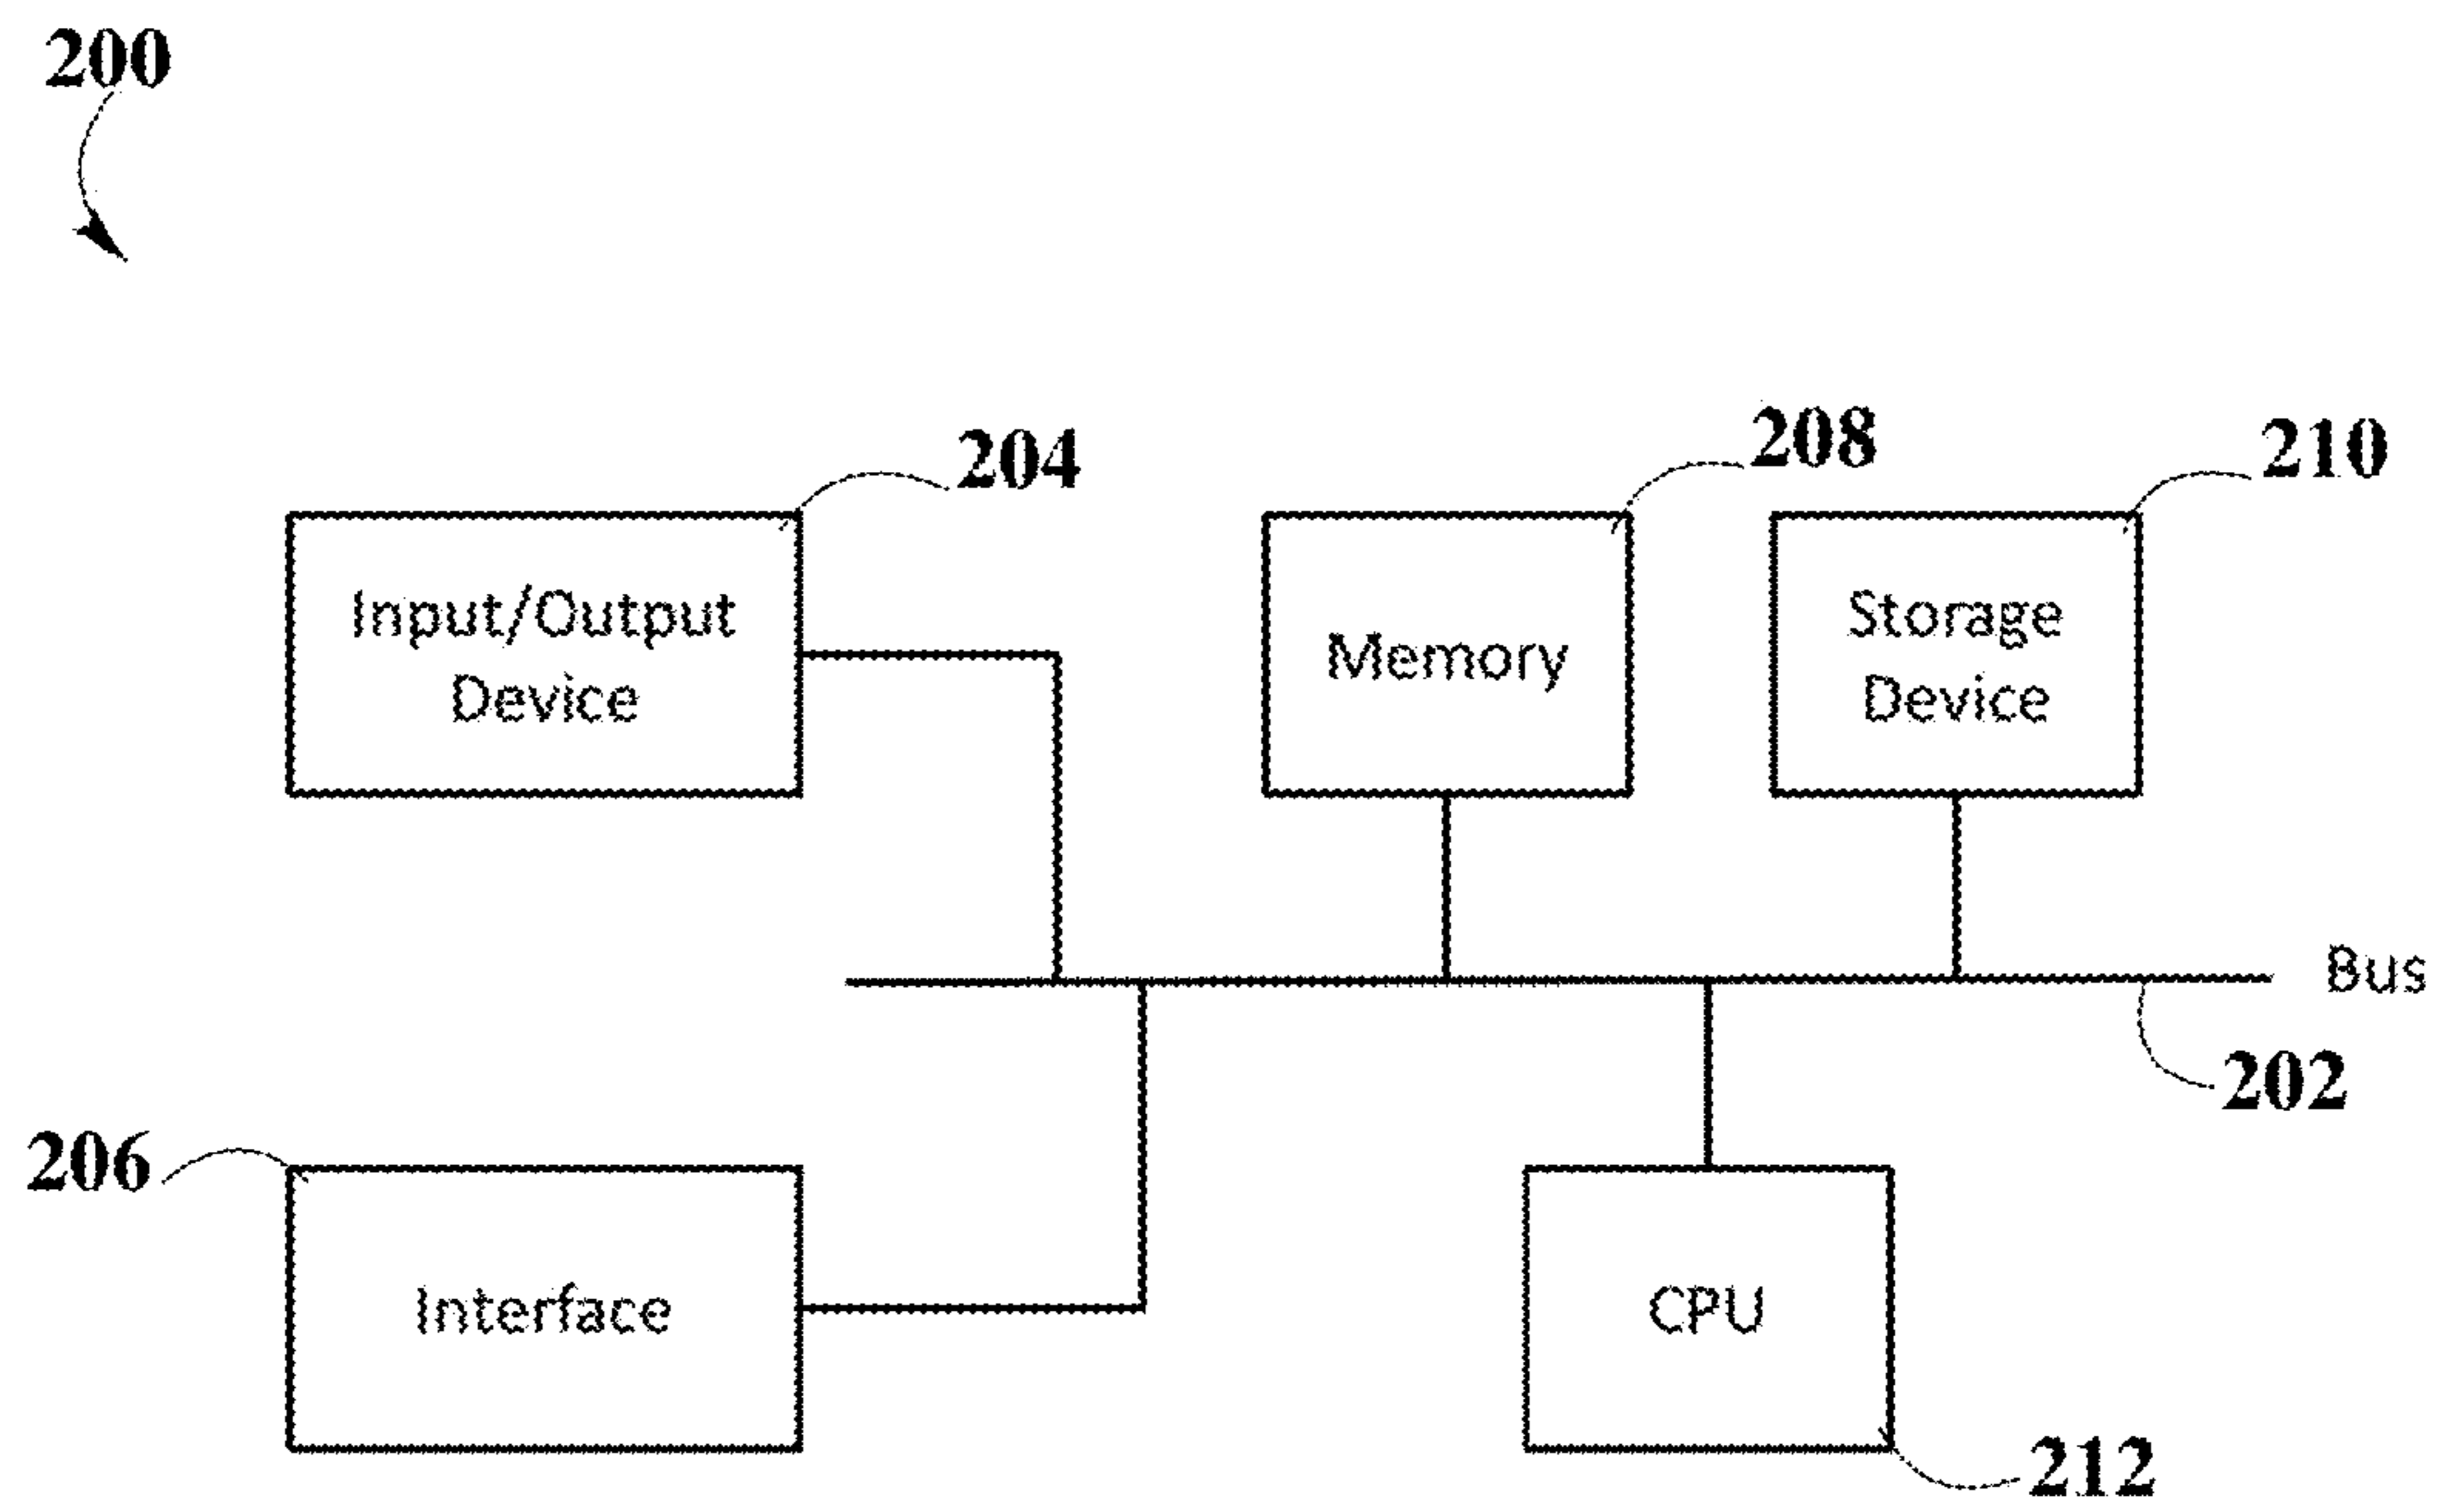 200
204
208
210
Input/Output
Device
Memory
Storage
Device
Bus
202
206
Interface
CPU
212